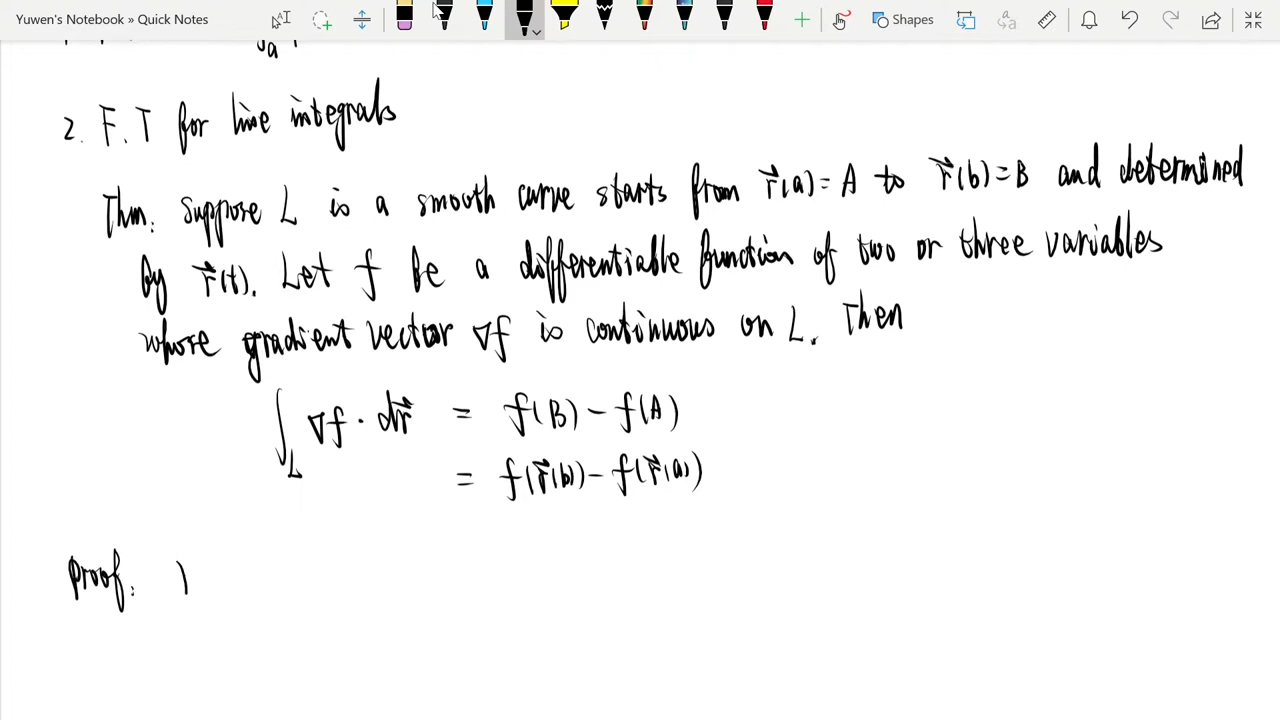 Yuwen's Notebook » Quick Notes
Shapes
2. F.T for line integrals
Thm. Suppose L is a smooth curve starts from r⃗(a)=A to r⃗(b)=B and determined
by r⃗(t). Let f be a differentiable function of two or three variables
whose gradient vector ∇f is continuous on L. Then
∫_L ∇f · dr⃗ = f(B) - f(A)
= f(r⃗(b)) - f(r⃗(a))
Proof: